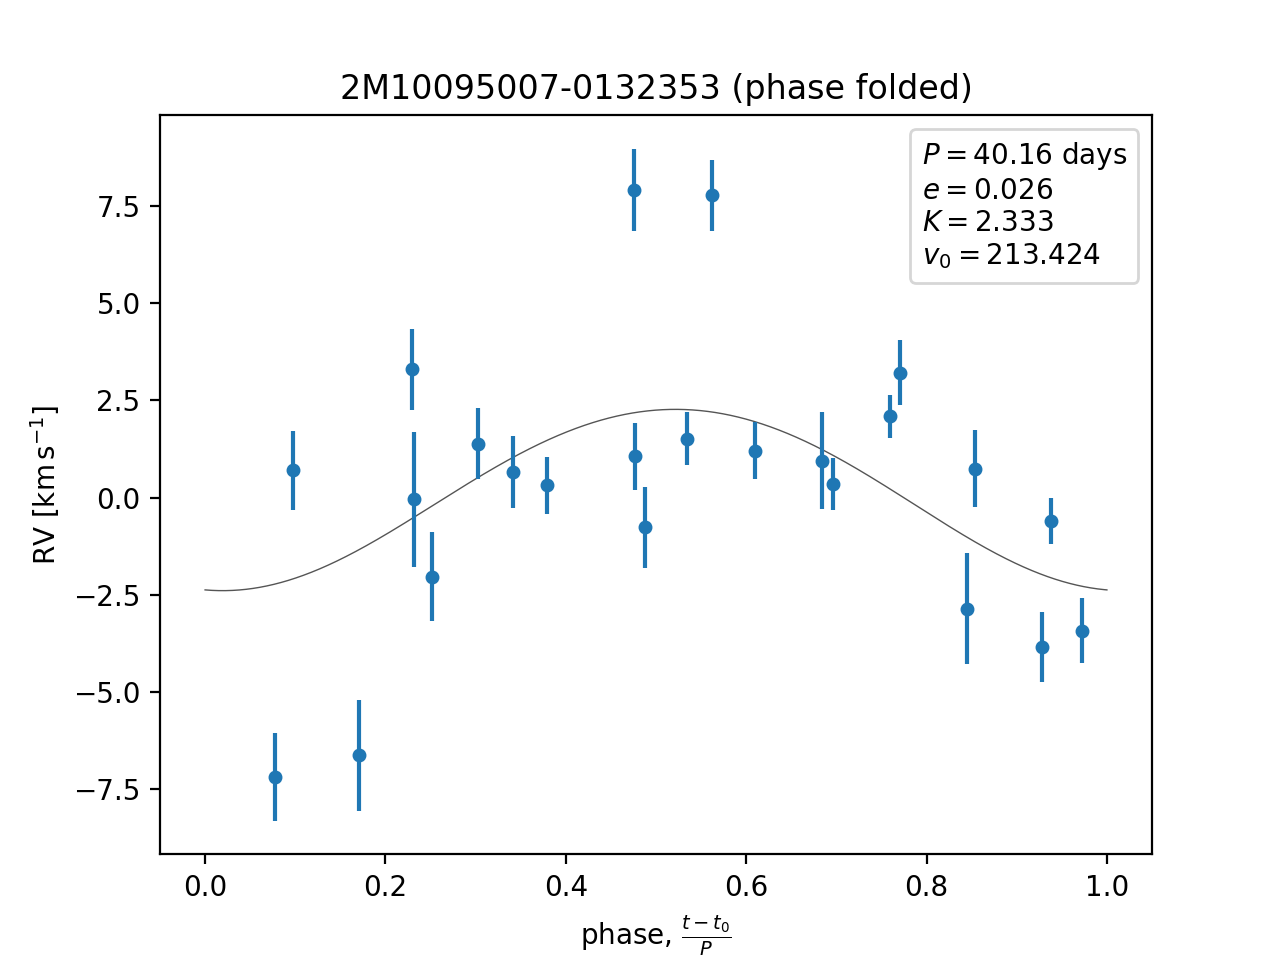 2M10095007-0132353 (phase folded)
P = 40.16 days
e = 0.026
K = 2.333
v₀ = 213.424
7.5
5.0
2.5
0.0
−2.5
−5.0
−7.5
RV [km s⁻¹]
0.0 0.2 0.4 0.6 0.8 1.0
phase, (t − t₀)/P